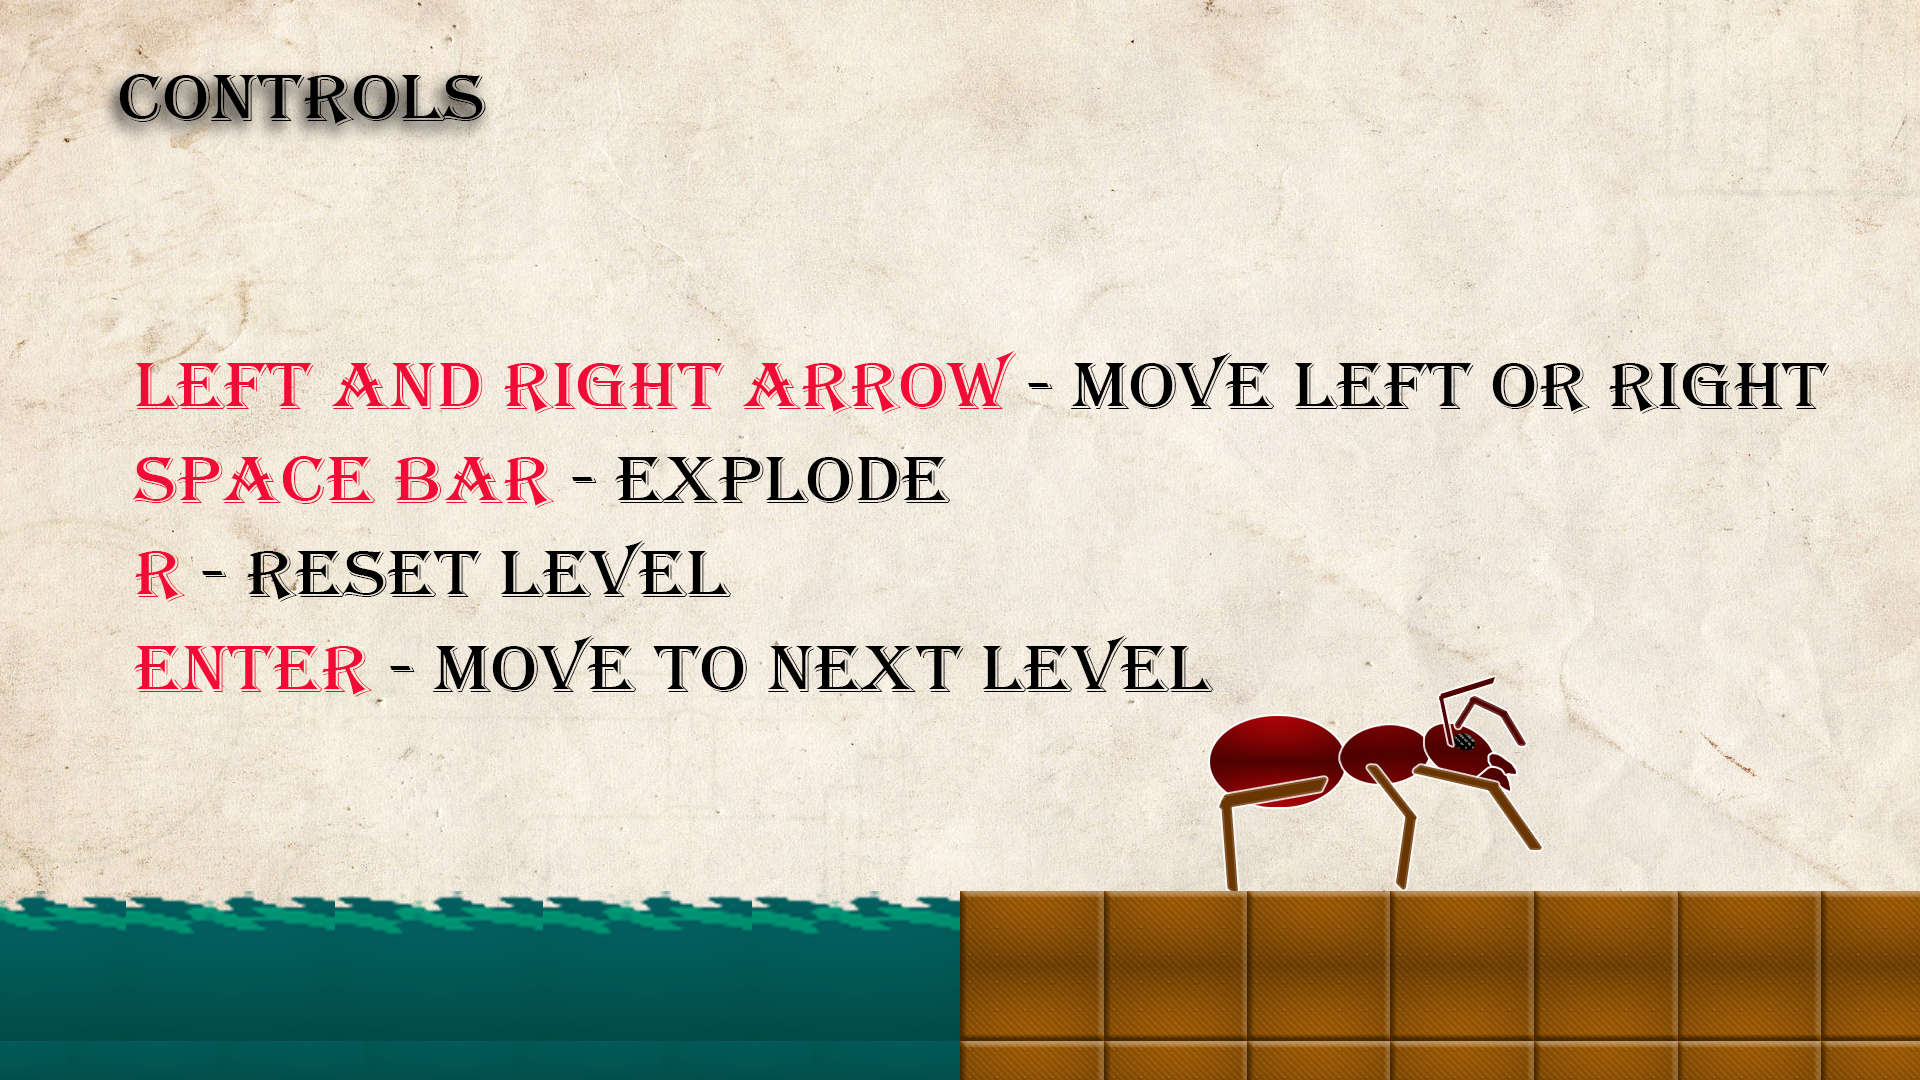 CONTROLS
LEFT AND RIGHT ARROW - MOVE LEFT OR RIGHT
SPACE BAR - EXPLODE
R - RESET LEVEL
ENTER - MOVE TO NEXT LEVEL